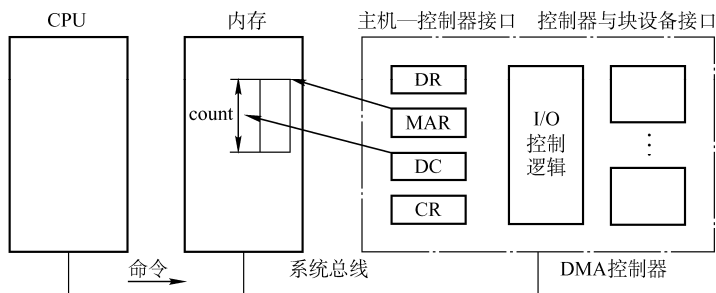 CPU
内存
主机—控制器接口
控制器与块设备接口
count
DR
MAR
DC
CR
I/O
控制
逻辑
命令
系统总线
DMA控制器